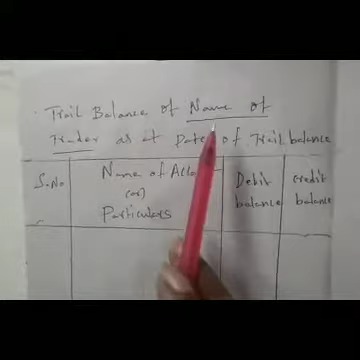 Trail Balance of Name of
Trader as at Date of Trail balance
S.No
Name of Acco
(or)
Particulars
Debit
balance
credit
balance